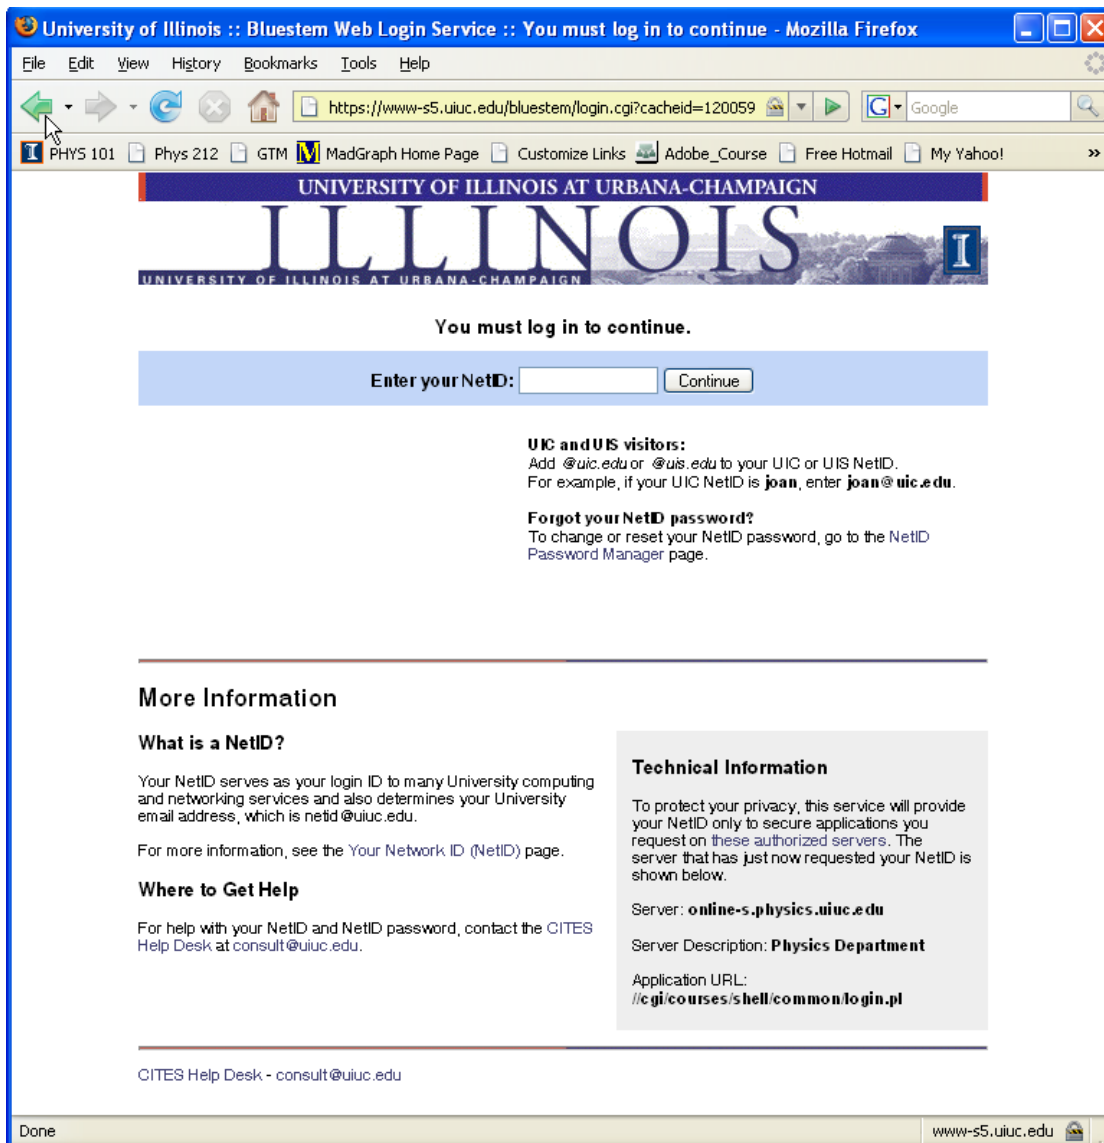 University of Illinois :: Bluestem Web Login Service :: You must log in to continue - Mozilla Firefox
File Edit View History Bookmarks Tools Help
https://www-s5.uiuc.edu/bluestem/login.cgi?cacheid=120059 G Google
I PHYS 101 Phys 212 GTM M MadGraph Home Page Customize Links Adobe_Course Free Hotmail My Yahoo! »
UNIVERSITY OF ILLINOIS AT URBANA-CHAMPAIGN
ILLINOIS
I
UNIVERSITY OF ILLINOIS AT URBANA-CHAMPAIGN
You must log in to continue.
Enter your NetID: Continue
UIC and UIS visitors:
Add @uic.edu or @uis.edu to your UIC or UIS NetID.
For example, if your UIC NetID is joan, enter joan@uic.edu.
Forgot your NetID password?
To change or reset your NetID password, go to the NetID
Password Manager page.
More Information
What is a NetID?
Your NetID serves as your login ID to many University computing
and networking services and also determines your University
email address, which is netid@uiuc.edu.
For more information, see the Your Network ID (NetID) page.
Where to Get Help
For help with your NetID and NetID password, contact the CITES
Help Desk at consult@uiuc.edu.
Technical Information
To protect your privacy, this service will provide
your NetID only to secure applications you
request on these authorized servers. The
server that has just now requested your NetID is
shown below.
Server: online-s.physics.uiuc.edu
Server Description: Physics Department
Application URL:
//cgi/courses/shell/common/login.pl
CITES Help Desk - consult@uiuc.edu
Done www-s5.uiuc.edu